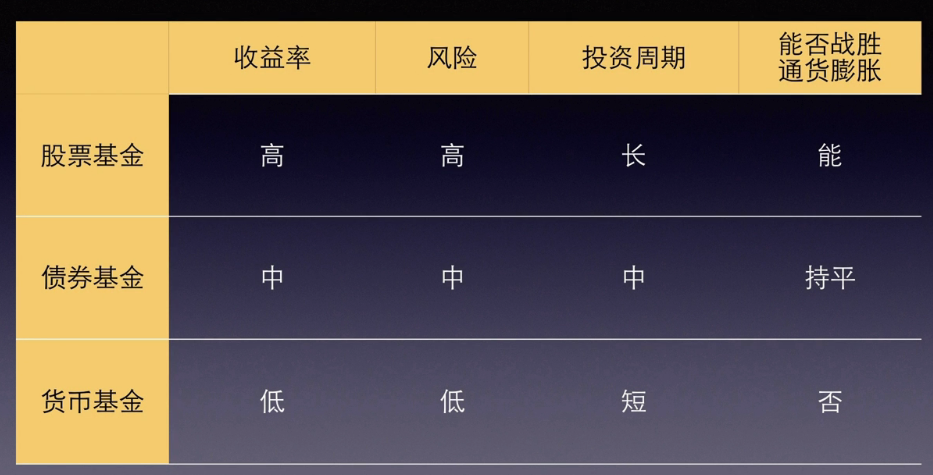 收益率 风险 投资周期 能否战胜
通货膨胀
股票基金 高 高 长 能
债券基金 中 中 中 持平
货币基金 低 低 短 否